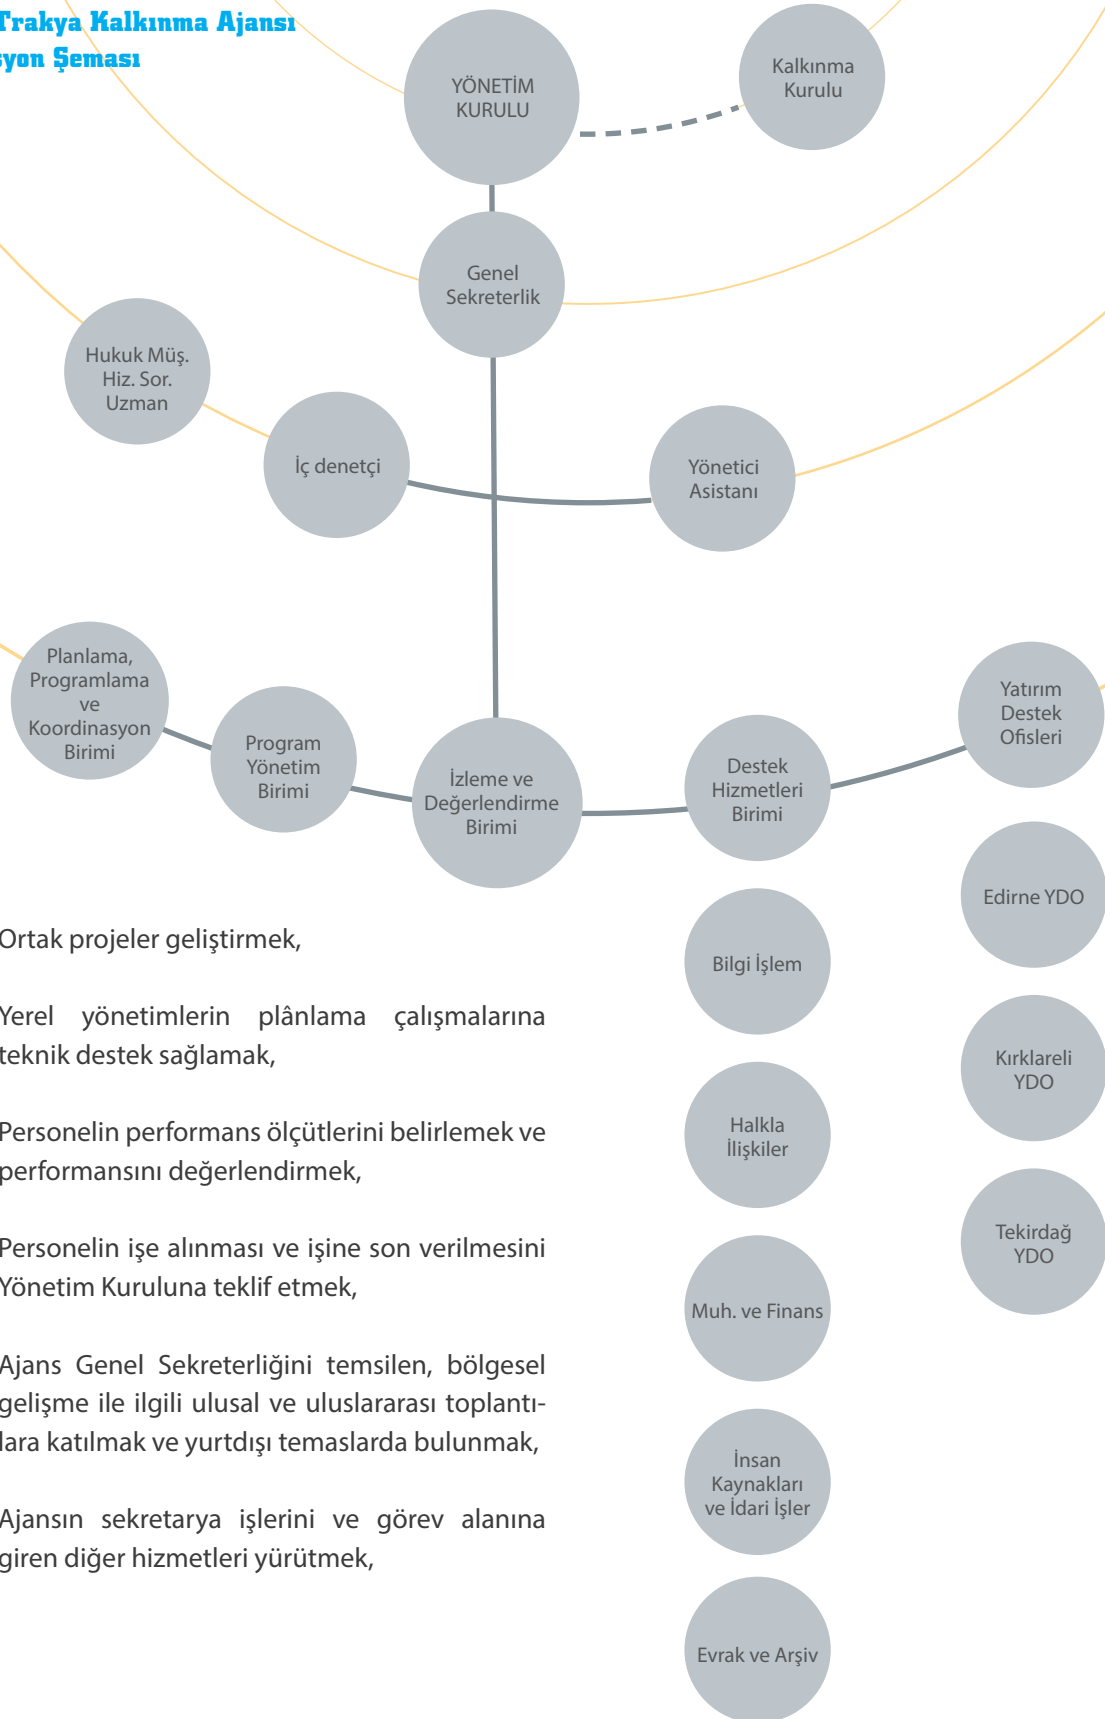 Trakya Kalkınma Ajansı
syon Şeması
YÖNETİM
KURULU
Kalkınma
Kurulu
Genel
Sekreterlik
Hukuk Müş.
Hiz. Sor.
Uzman
İç denetçi
Yönetici
Asistanı
Planlama,
Programlama
ve
Koordinasyon
Birimi
Program
Yönetim
Birimi
İzleme ve
Değerlendirme
Birimi
Destek
Hizmetleri
Birimi
Yatırım
Destek
Ofisleri
Bilgi İşlem
Halkla
İlişkiler
Muh. ve Finans
İnsan
Kaynakları
ve İdari İşler
Evrak ve Arşiv
Edirne YDO
Kırklareli
YDO
Tekirdağ
YDO
Ortak projeler geliştirmek,
Yerel yönetimlerin plânlama çalışmalarına
teknik destek sağlamak,
Personelin performans ölçütlerini belirlemek ve
performansını değerlendirmek,
Personelin işe alınması ve işine son verilmesini
Yönetim Kuruluna teklif etmek,
Ajans Genel Sekreterliğini temsilen, bölgesel
gelişme ile ilgili ulusal ve uluslararası toplantı-
lara katılmak ve yurtdışı temaslarda bulunmak,
Ajansın sekretarya işlerini ve görev alanına
giren diğer hizmetleri yürütmek,